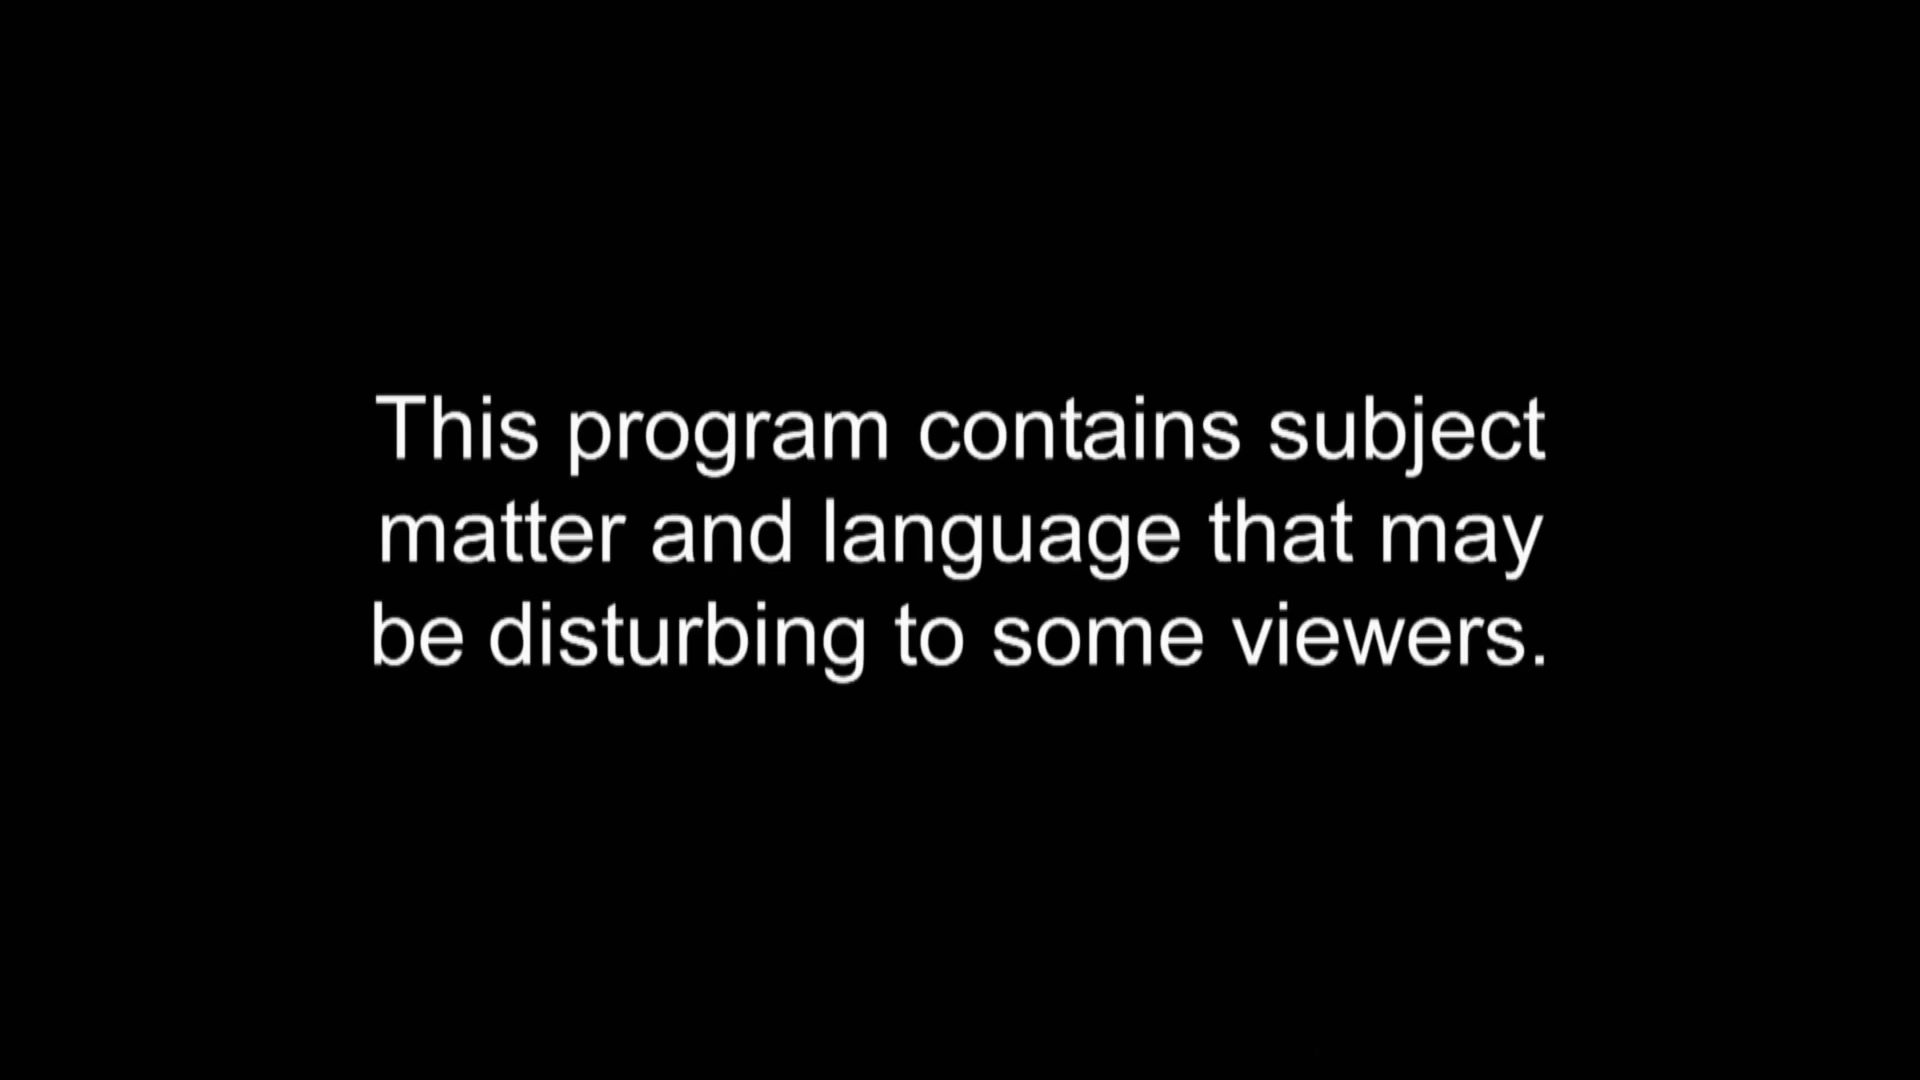 This program contains subject
matter and language that may
be disturbing to some viewers.